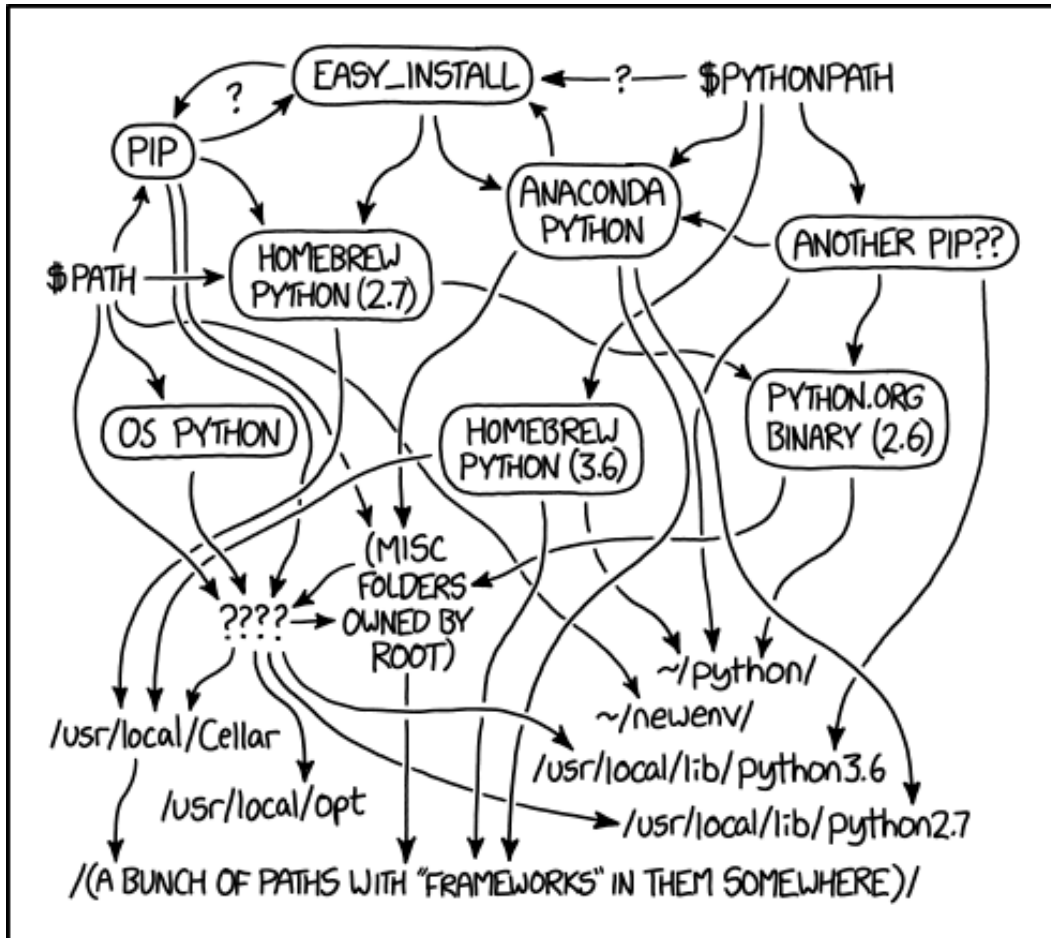 EASY_INSTALL
?
$PYTHONPATH
?
PIP
ANACONDA
PYTHON
ANOTHER PIP??
HOMEBREW
PYTHON (2.7)
$PATH
OS PYTHON
HOMEBREW
PYTHON (3.6)
PYTHON.ORG
BINARY (2.6)
(MISC
FOLDERS
OWNED BY
ROOT)
????
~/python/
~/newenv/
/usr/local/Cellar
/usr/local/lib/python3.6
/usr/local/opt
/usr/local/lib/python2.7
/(A BUNCH OF PATHS WITH "FRAMEWORKS" IN THEM SOMEWHERE)/